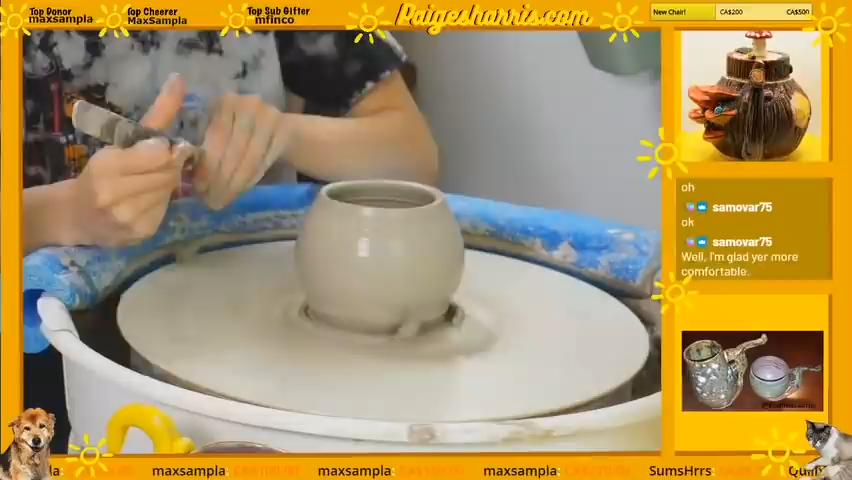 Top Donor
maxsampla
Top Cheerer
MaxSampla
Top Sub Gifter
mfinco
Paigesharris.com
New Chair! CA$200 CA$500
oh
samovar75
ok
samovar75
Well, I'm glad yer more
comfortable.
maxsampla: maxsampla: maxsampla: SumsHrrs